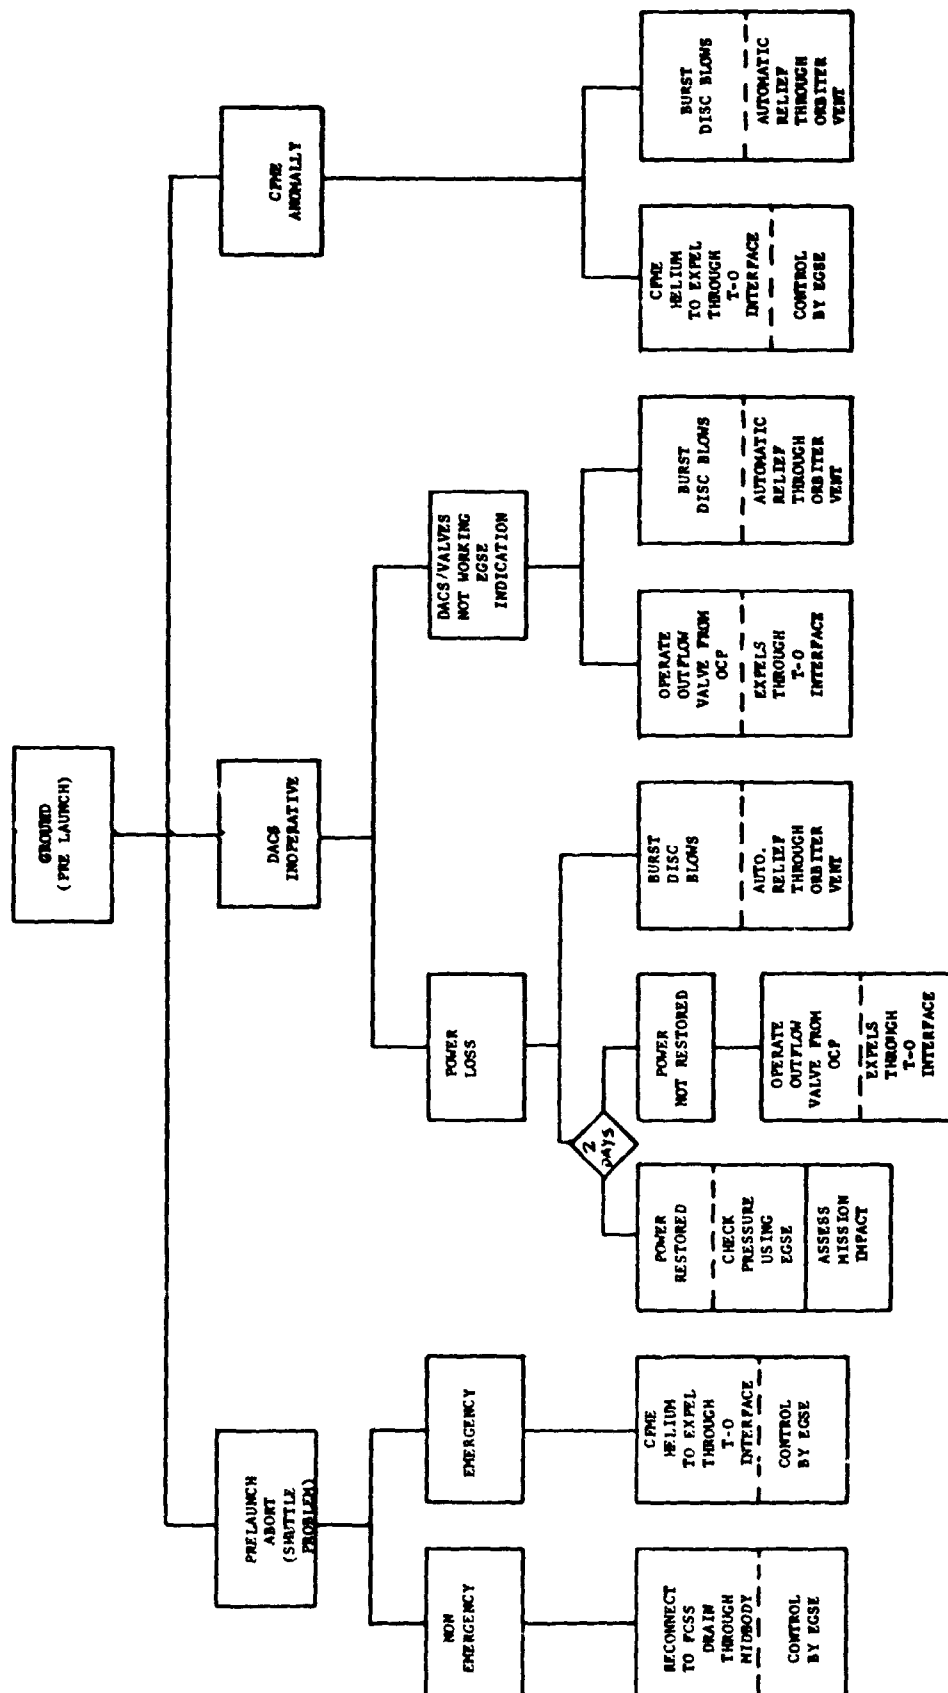 GROUND
(PRE LAUNCH)
PRELAUNCH
ABORT
(SHUTTLE
PROBLEM)
DACS
INOPERATIVE
CFME
ANOMALLY
NON
EMERGENCY
EMERGENCY
POWER
LOSS
DACS/VALVES
NOT WORKING
EGSE
INDICATION
RECONNECT
TO FCSS
DRAIN
THROUGH
MIDBODY
CONTROL
BY EGSE
CFME
HELIUM
TO EXPEL
THROUGH
T-O
INTERFACE
CONTROL
BY EGSE
2
DAYS
POWER
RESTORED
CHECK
PRESSURE
USING
EGSE
ASSESS
MISSION
IMPACT
POWER
NOT RESTORED
OPERATE
OUTFLOW
VALVE FROM
OCP
EXPELS
THROUGH
T-O
INTERFACE
BURST
DISC
BLOWS
AUTO.
RELIEF
THROUGH
ORBITER
VENT
OPERATE
OUTFLOW
VALVE FROM
OCP
EXPELS
THROUGH
T-O
INTERFACE
BURST
DISC BLOWS
AUTOMATIC
RELIEF
THROUGH
ORBITER
VENT
CFME
HELIUM
TO EXPEL
THROUGH
T-O
INTERFACE
CONTROL
BY EGSE
BURST
DISC BLOWS
AUTOMATIC
RELIEF
THROUGH
ORBITER
VENT